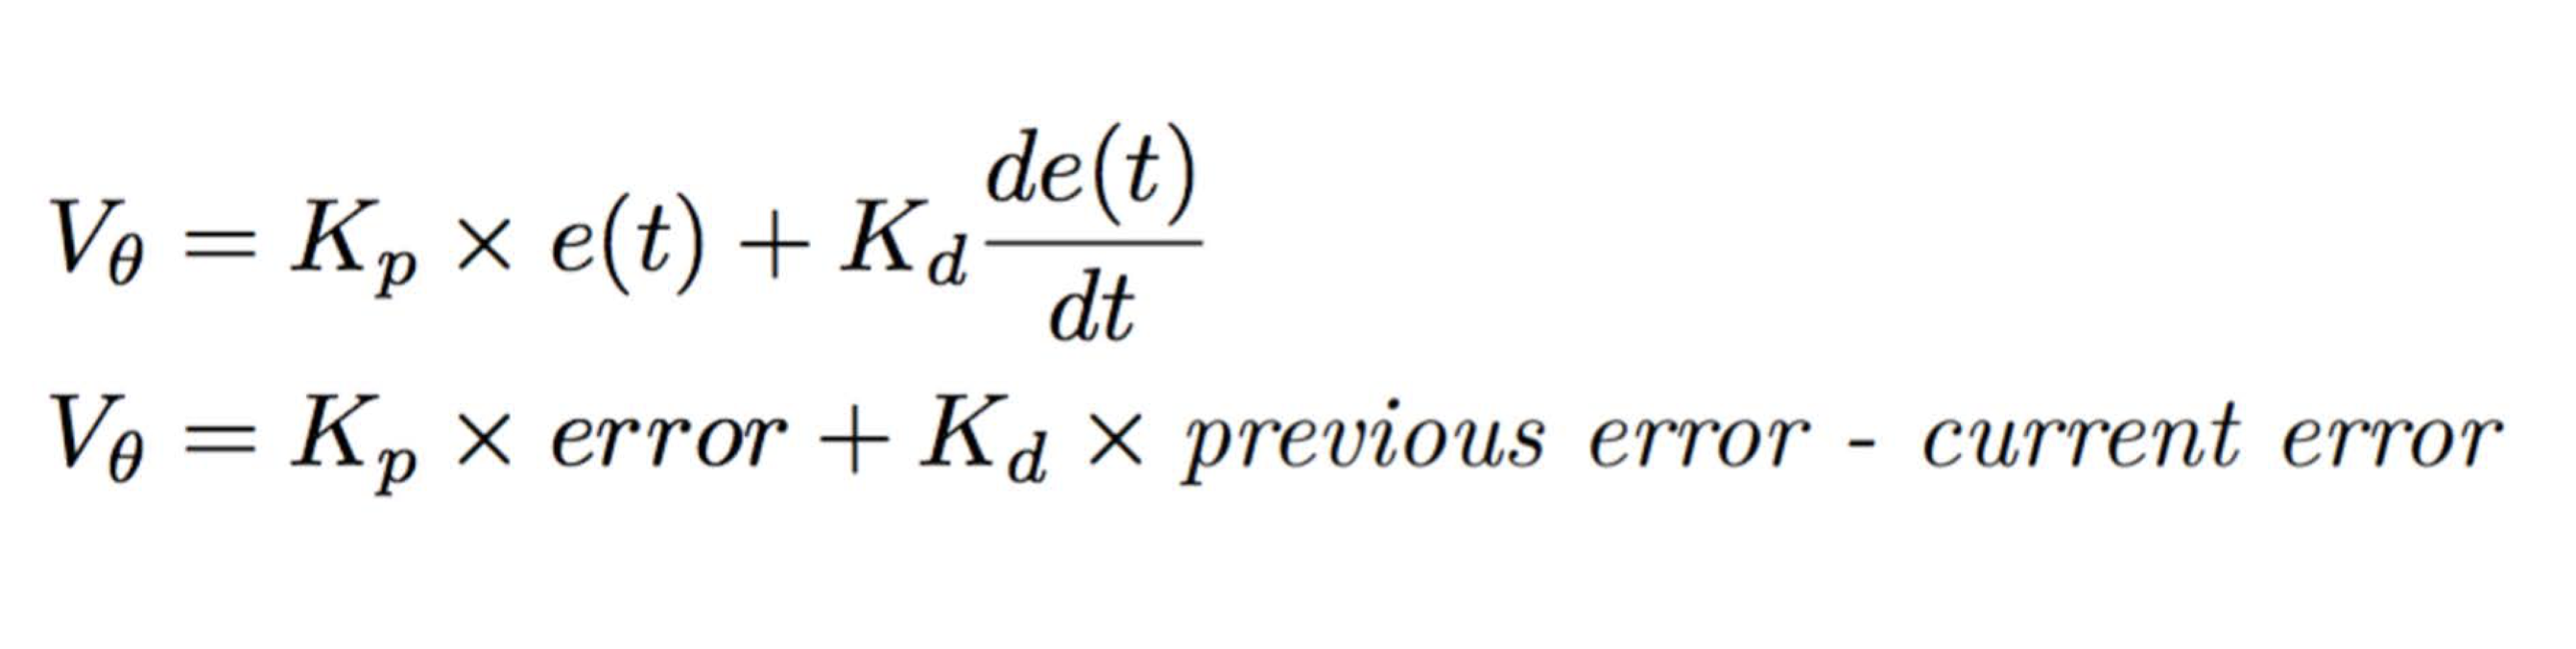 $V_\theta = K_p \times e(t) + K_d \frac{de(t)}{dt}$
$V_\theta = K_p \times error + K_d \times previous\ error\ \text{-}\ current\ error$